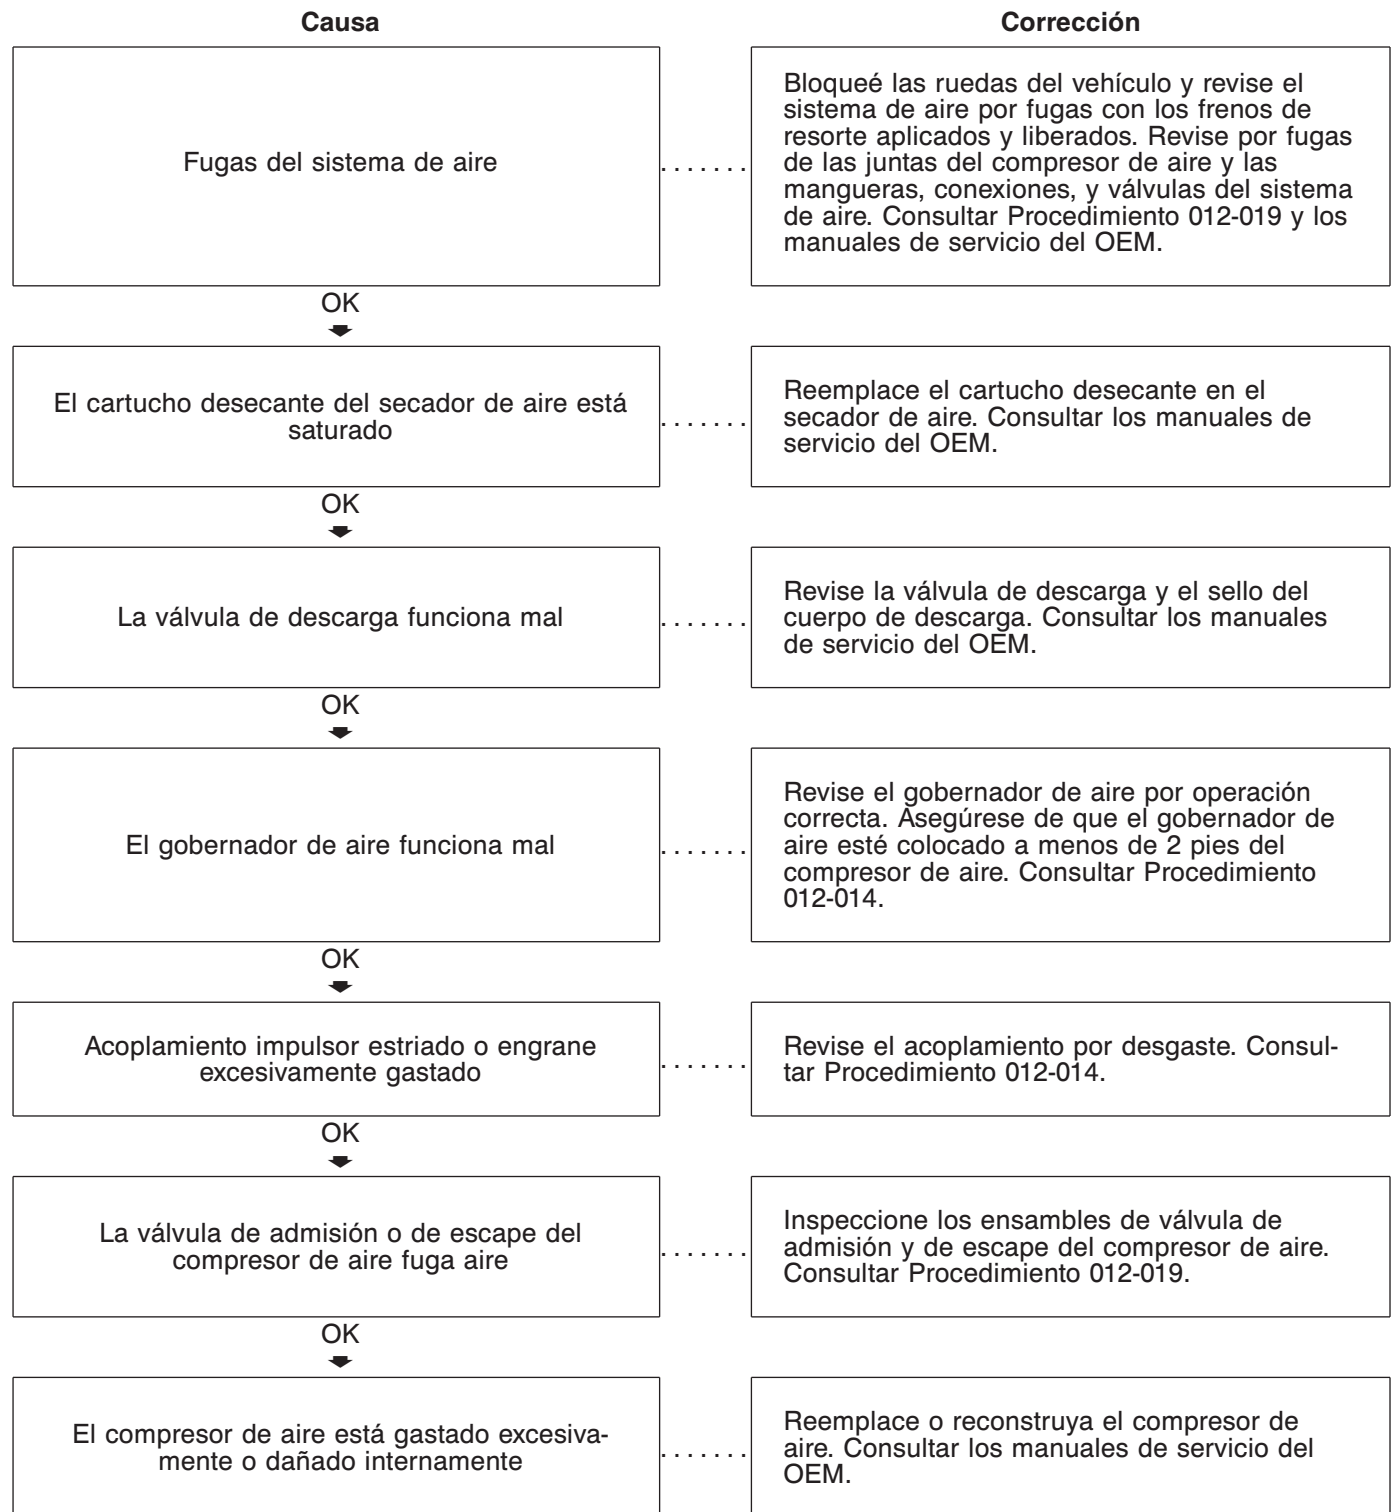 Causa
Corrección
Fugas del sistema de aire
.......
Bloqueé las ruedas del vehículo y revise el
sistema de aire por fugas con los frenos de
resorte aplicados y liberados. Revise por fugas
de las juntas del compresor de aire y las
mangueras, conexiones, y válvulas del sistema
de aire. Consultar Procedimiento 012-019 y los
manuales de servicio del OEM.
OK
El cartucho desecante del secador de aire está
saturado
.......
Reemplace el cartucho desecante en el
secador de aire. Consultar los manuales de
servicio del OEM.
OK
La válvula de descarga funciona mal
.......
Revise la válvula de descarga y el sello del
cuerpo de descarga. Consultar los manuales
de servicio del OEM.
OK
El gobernador de aire funciona mal
.......
Revise el gobernador de aire por operación
correcta. Asegúrese de que el gobernador de
aire esté colocado a menos de 2 pies del
compresor de aire. Consultar Procedimiento
012-014.
OK
Acoplamiento impulsor estriado o engrane
excesivamente gastado
.......
Revise el acoplamiento por desgaste. Consul-
tar Procedimiento 012-014.
OK
La válvula de admisión o de escape del
compresor de aire fuga aire
.......
Inspeccione los ensambles de válvula de
admisión y de escape del compresor de aire.
Consultar Procedimiento 012-019.
OK
El compresor de aire está gastado excesiva-
mente o dañado internamente
.......
Reemplace o reconstruya el compresor de
aire. Consultar los manuales de servicio del
OEM.